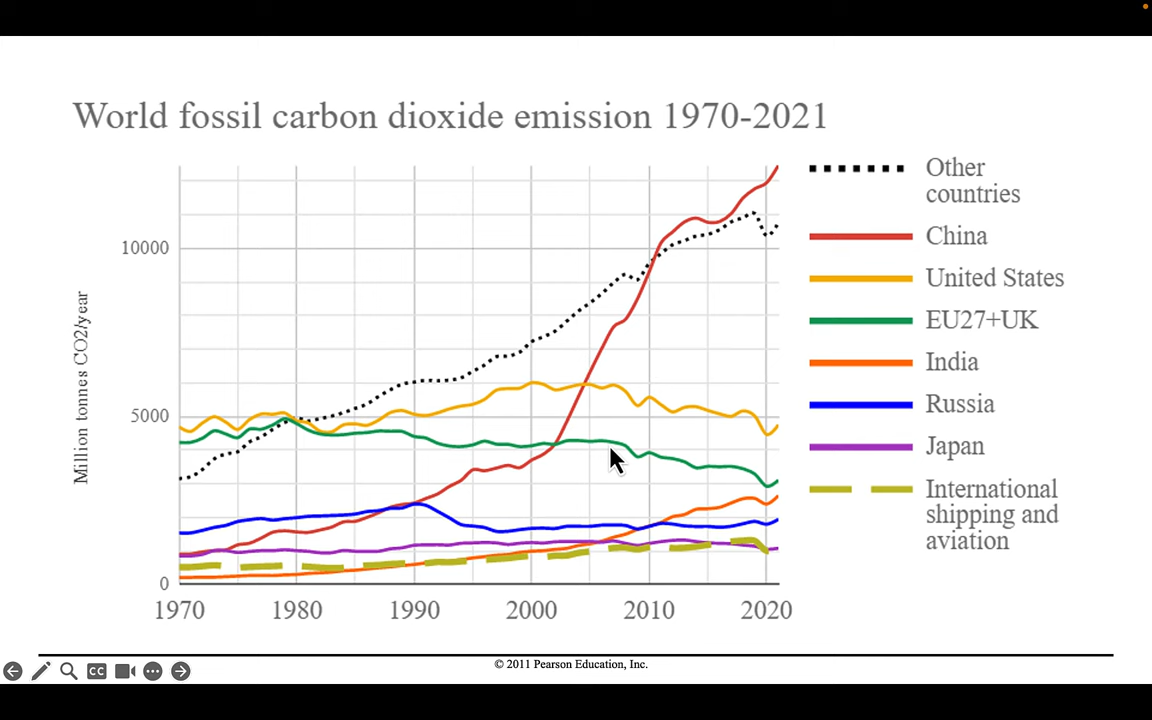 World fossil carbon dioxide emission 1970-2021
Million tonnes CO2/year
10000
5000
0
1970
1980
1990
2000
2010
2020
Other
countries
China
United States
EU27+UK
India
Russia
Japan
International
shipping and
aviation
© 2011 Pearson Education, Inc.
CC